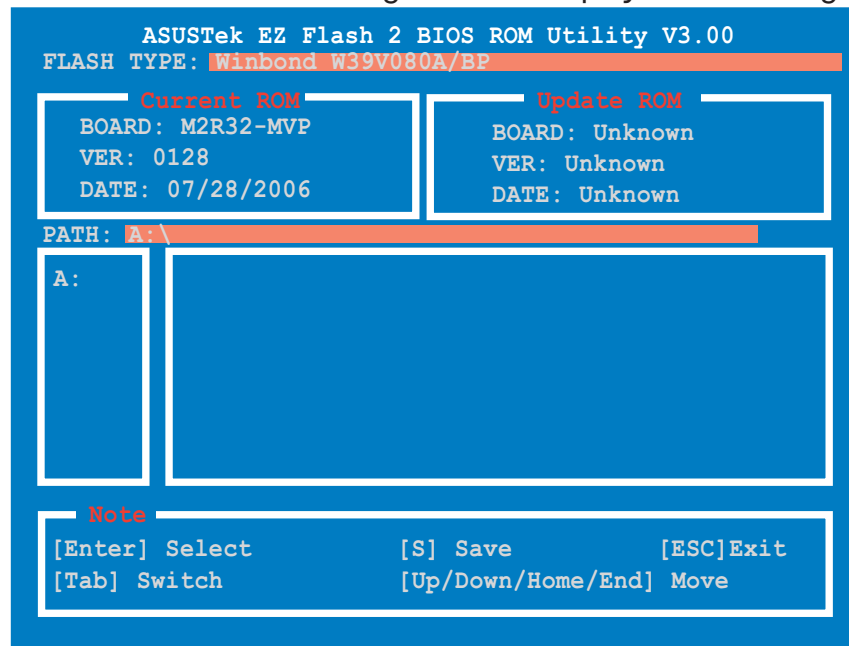 ASUSTek EZ Flash 2 BIOS ROM Utility V3.00
FLASH TYPE: Winbond W39V080A/BP
Current ROM
BOARD: M2R32-MVP
VER: 0128
DATE: 07/28/2006
Update ROM
BOARD: Unknown
VER: Unknown
DATE: Unknown
PATH: A:\
A:
Note
[Enter] Select [S] Save [ESC]Exit
[Tab] Switch [Up/Down/Home/End] Move